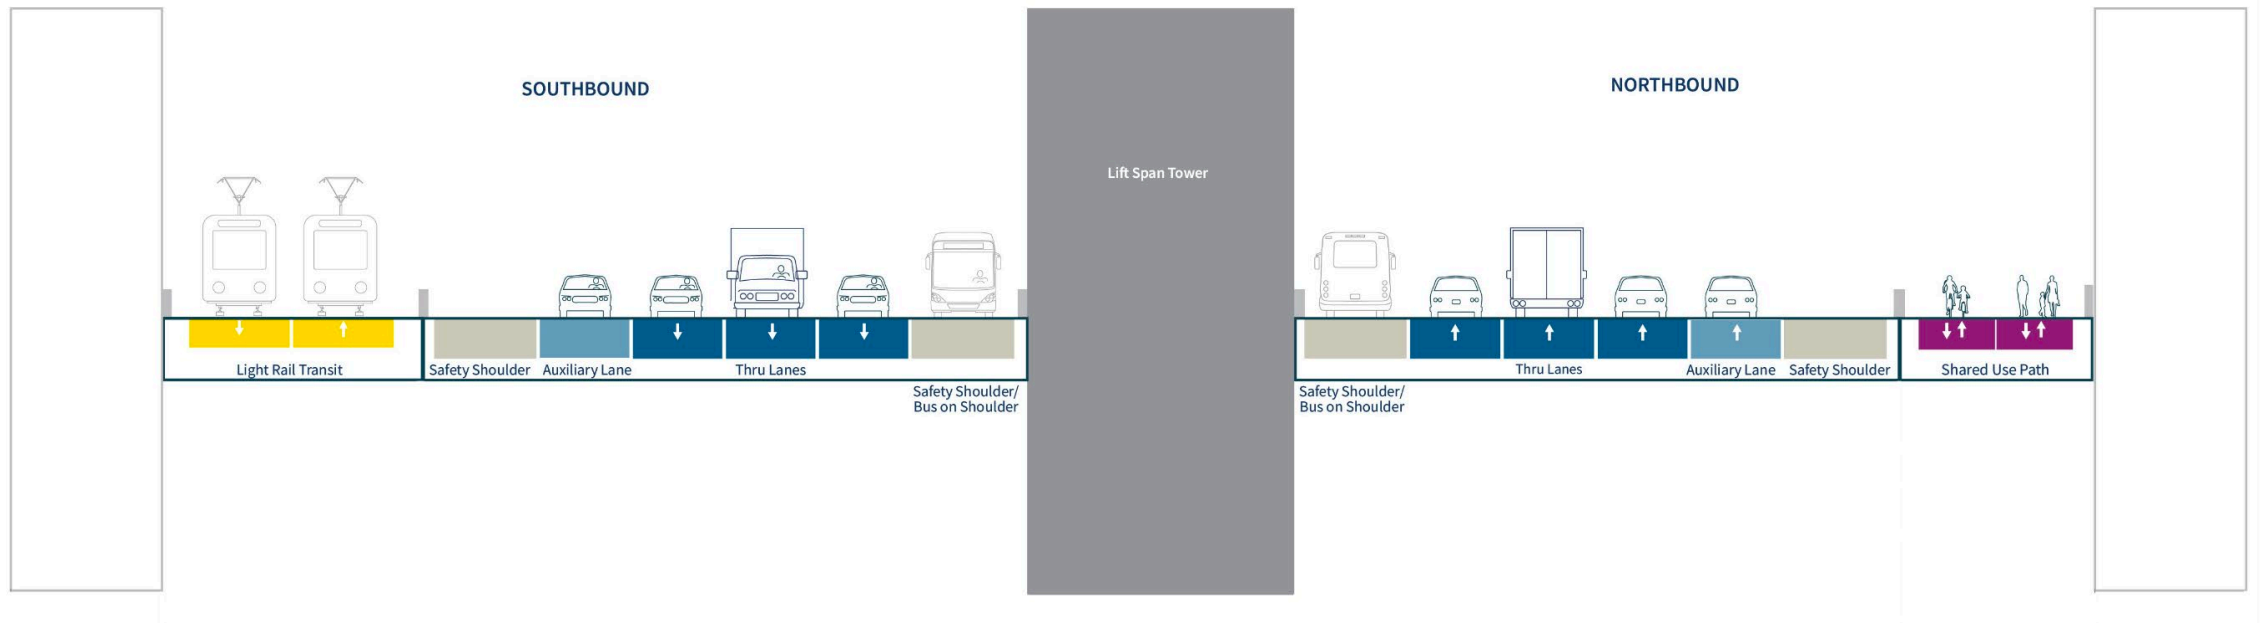 SOUTHBOUND
NORTHBOUND
Lift Span Tower
Light Rail Transit
Safety Shoulder
Auxiliary Lane
Thru Lanes
Safety Shoulder/
Bus on Shoulder
Safety Shoulder/
Bus on Shoulder
Thru Lanes
Auxiliary Lane
Safety Shoulder
Shared Use Path